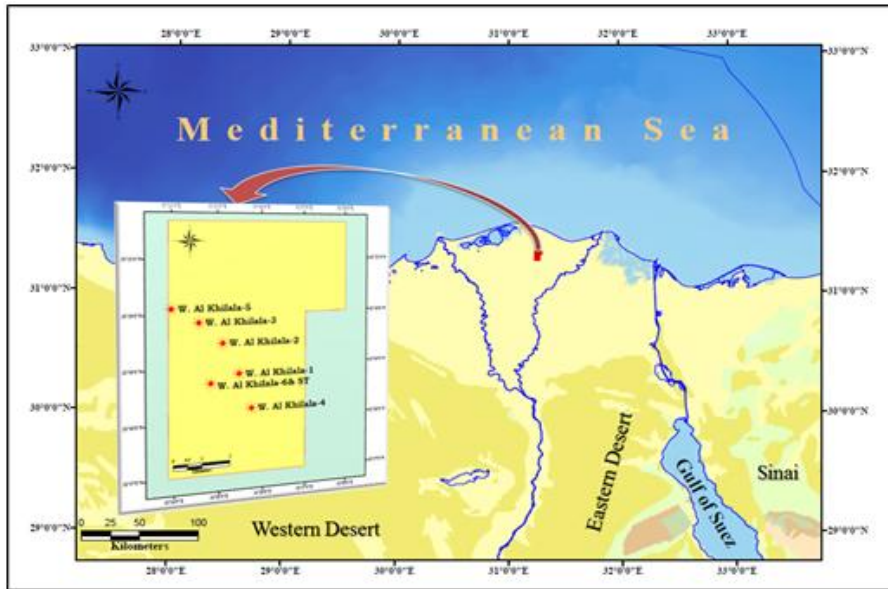 28°0'0"E 29°0'0"E 30°0'0"E 31°0'0"E 32°0'0"E 33°0'0"E
33°0'0"N 33°0'0"N
Mediterranean Sea
32°0'0"N 32°0'0"N
W. Al Khilala-5
W. Al Khilala-3
W. Al Khilala-2
W. Al Khilala-1
W. Al Khilala-6& ST
W. Al Khilala-4
31°0'0"N 31°0'0"N
30°0'0"N 30°0'0"N
Eastern Desert
Gulf of Suez
Sinai
Western Desert
29°0'0"N 29°0'0"N
0 25 50 100
Kilometers
28°0'0"E 29°0'0"E 30°0'0"E 31°0'0"E 32°0'0"E 33°0'0"E